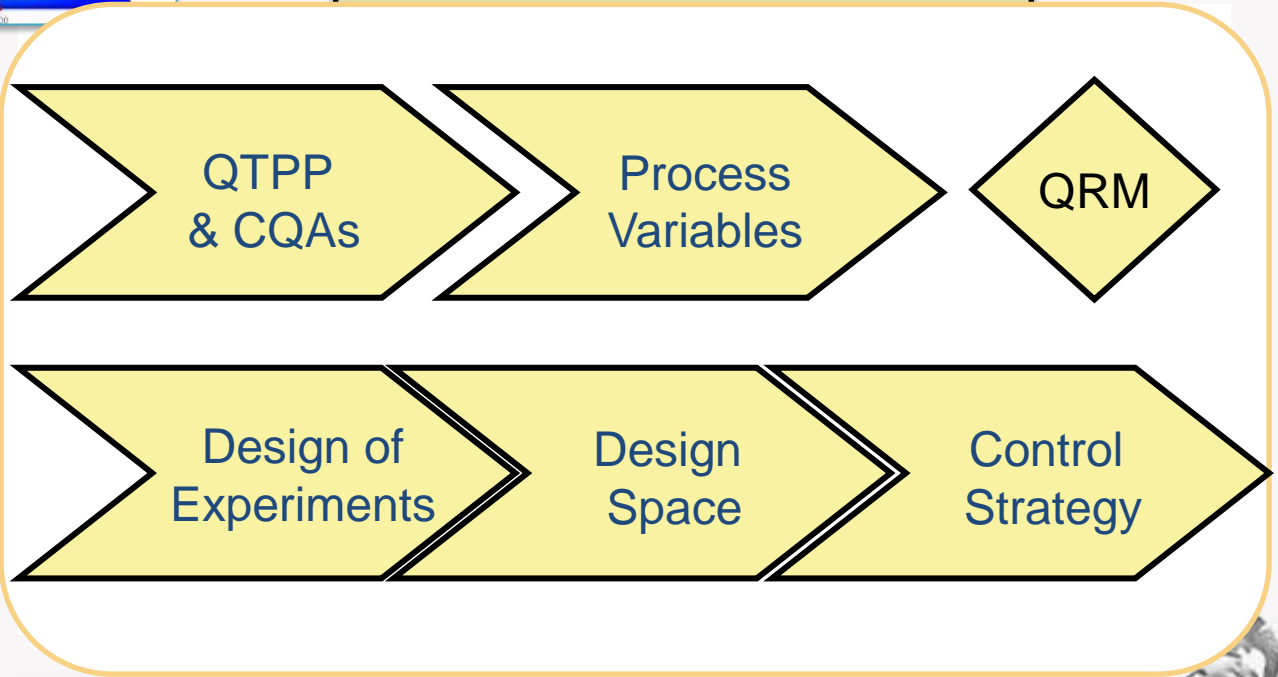 QTPP
& CQAs
Process
Variables
QRM
Design of
Experiments
Design
Space
Control
Strategy